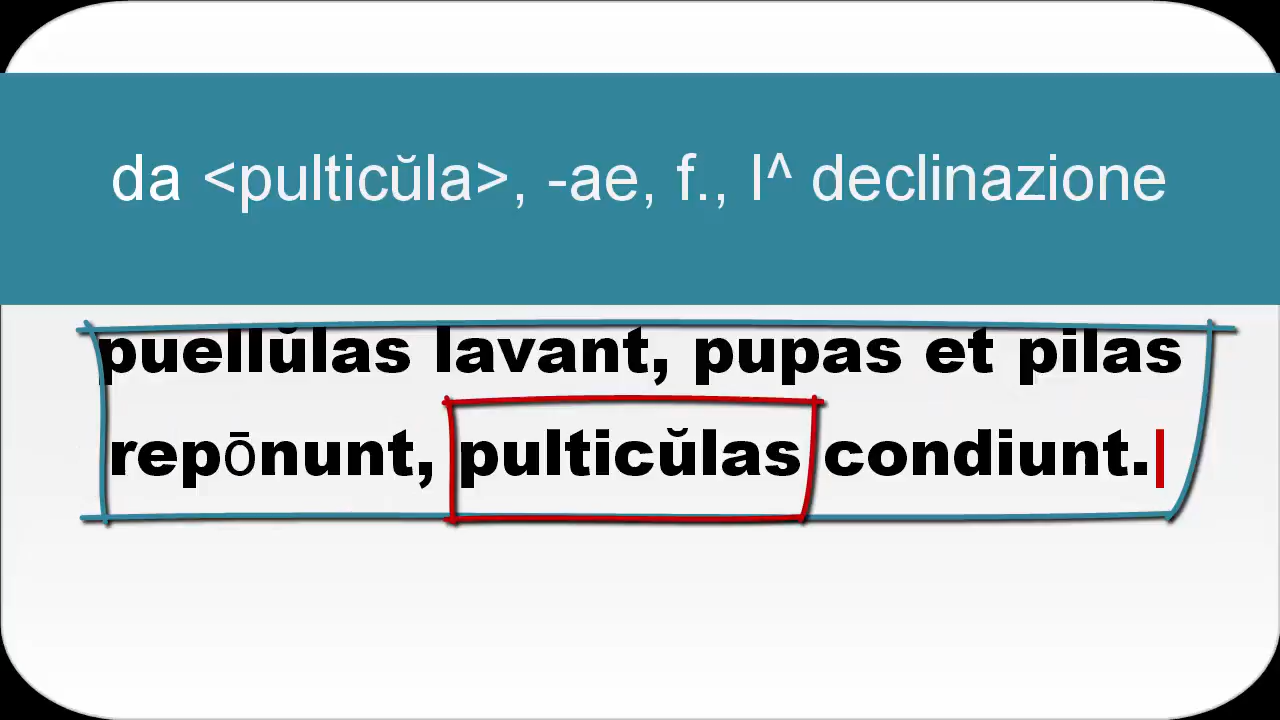 da <pulticŭla>, -ae, f., I^ declinazione
puellŭlas lavant, pupas et pilas
repōnunt, pulticŭlas condiunt.